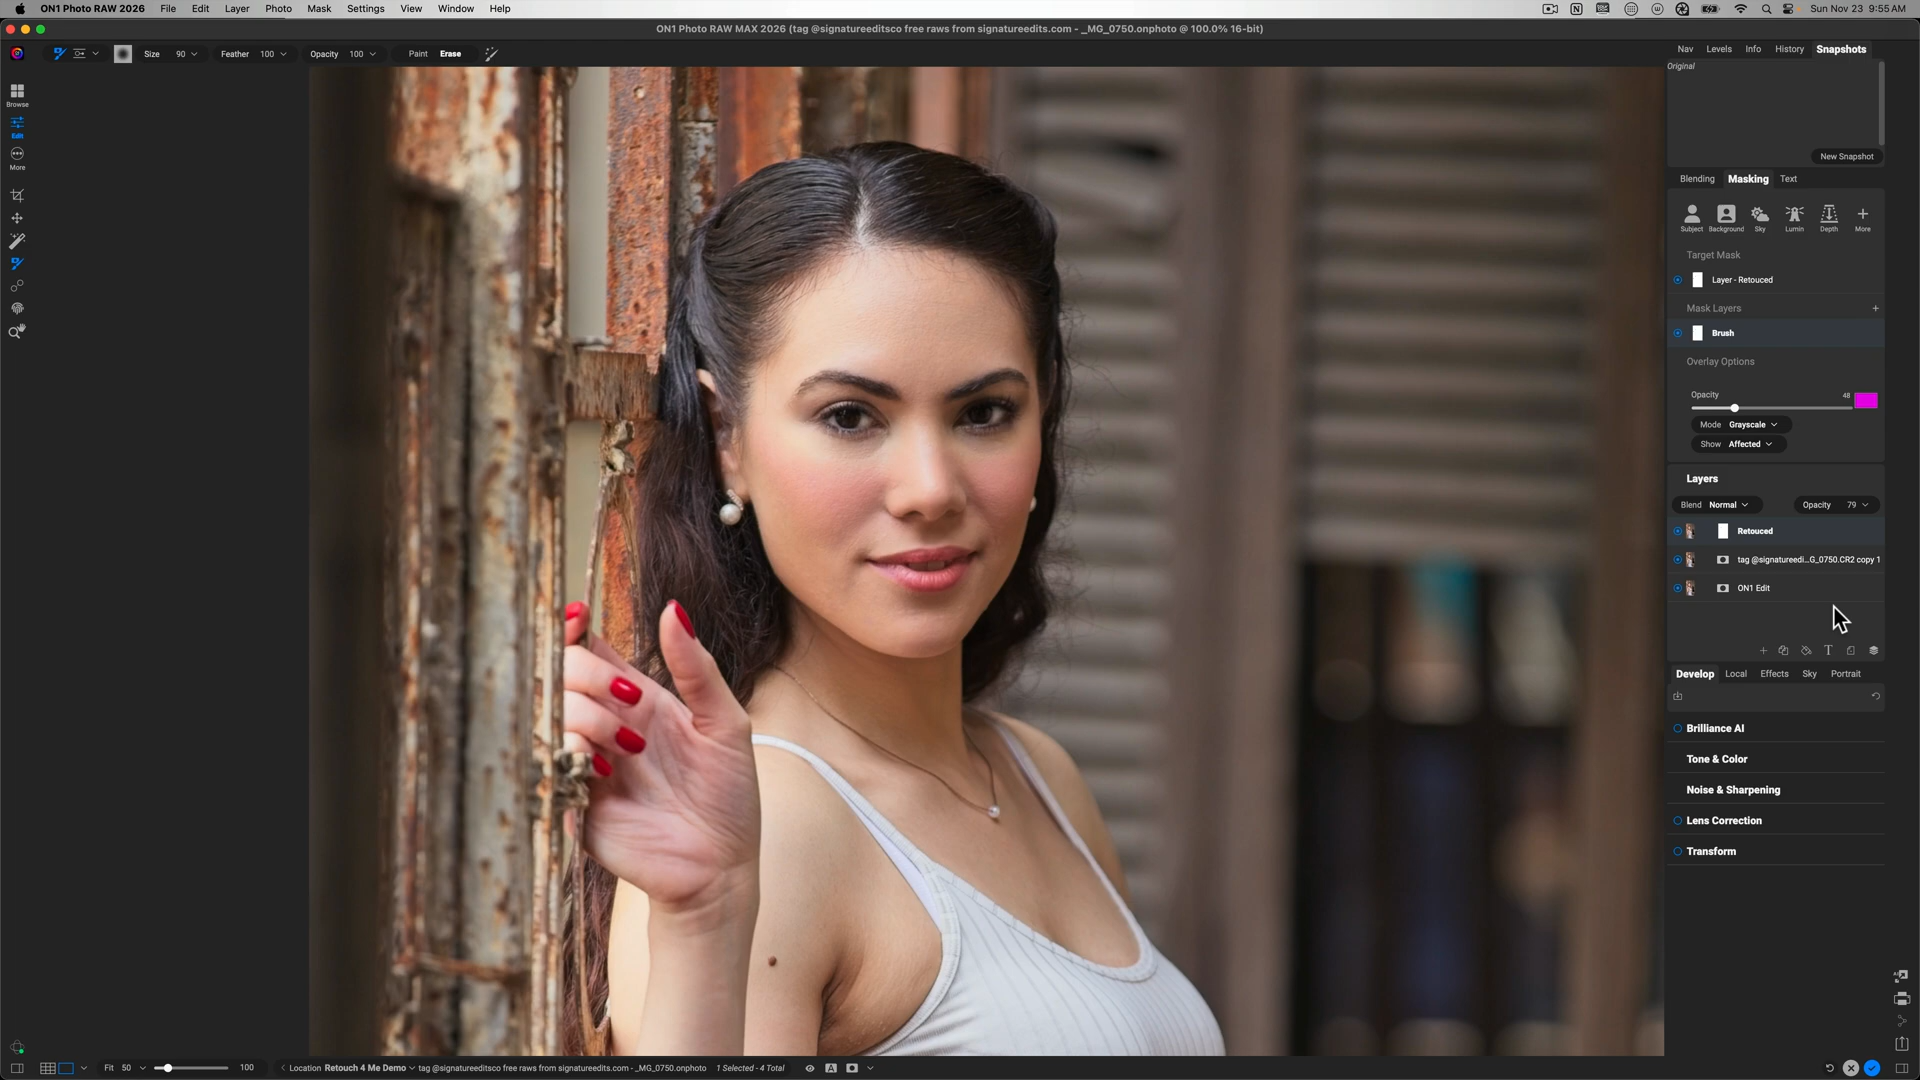 ON1 Photo RAW 2026 File Edit Layer Photo Mask Settings View Window Help Sun Nov 23 9:55 AM
ON1 Photo RAW MAX 2026 (tag @signatureeditsco free raws from signatureedits.com - _MG_0750.onphoto @ 100.0% 16-bit)
Size 90 Feather 100 Opacity 100 Paint Erase
Nav Levels Info History Snapshots
Original
New Snapshot
Browse
Edit
More
Blending Masking Text
Subject Background Sky Lumin Depth More
Target Mask
Layer - Retouced
Mask Layers +
Brush
Overlay Options
Opacity 48
Mode Grayscale
Show Affected
Layers
Blend Normal Opacity 79
Retouced
tag @signatureedi...G_0750.CR2 copy 1
ON1 Edit
Develop Local Effects Sky Portrait
Brilliance AI
Tone & Color
Noise & Sharpening
Lens Correction
Transform
Fit 50 100 Location Retouch 4 Me Demo tag @signatureeditsco free raws from signatureedits.com - _MG_0750.onphoto 1 Selected - 4 Total A